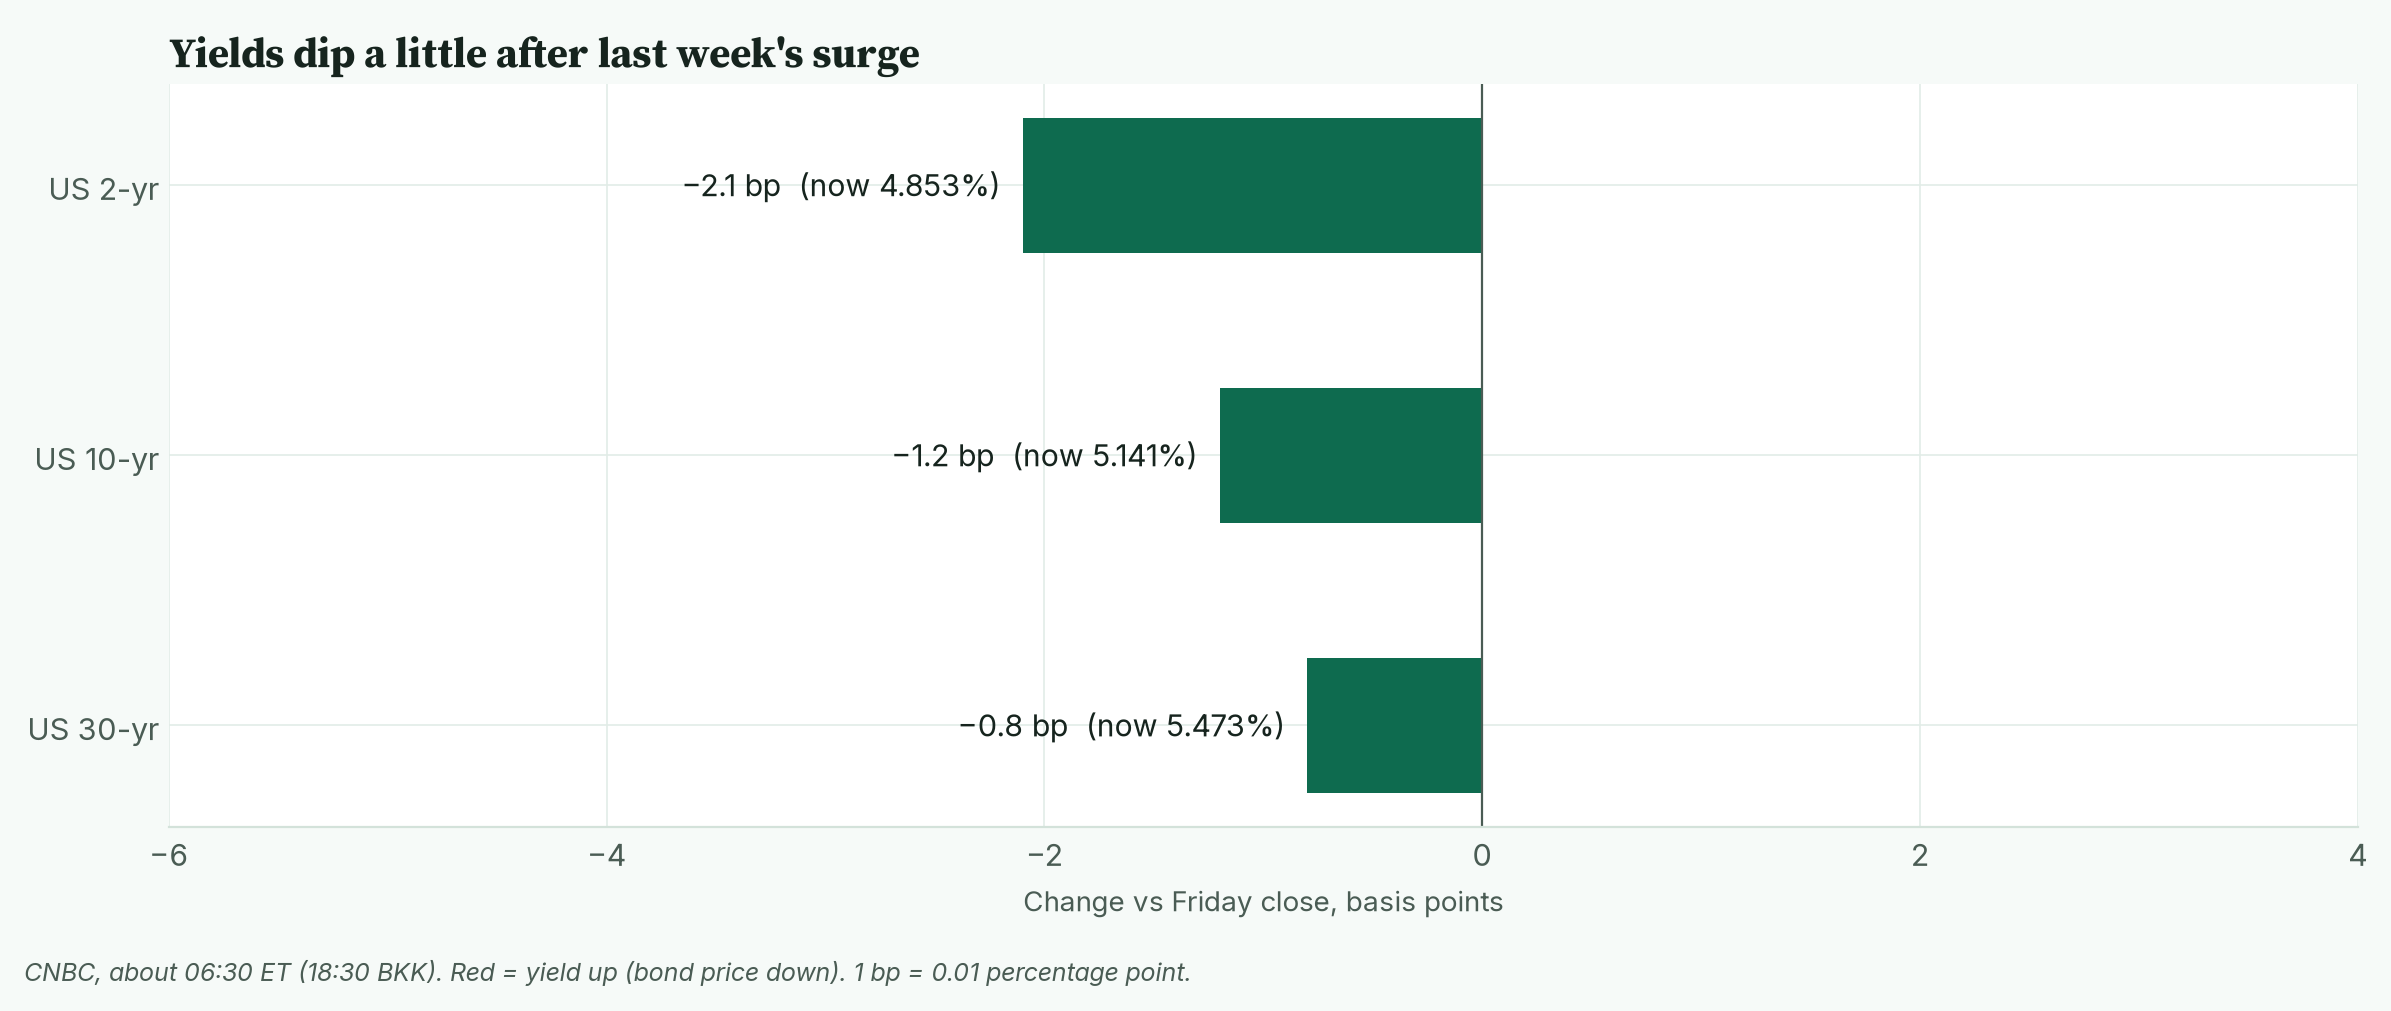 Yields dip a little after last week's surge
US 2-yr
−2.1 bp (now 4.853%)
US 10-yr
−1.2 bp (now 5.141%)
US 30-yr
−0.8 bp (now 5.473%)
−6 −4 −2 0 2 4
Change vs Friday close, basis points
CNBC, about 06:30 ET (18:30 BKK). Red = yield up (bond price down). 1 bp = 0.01 percentage point.